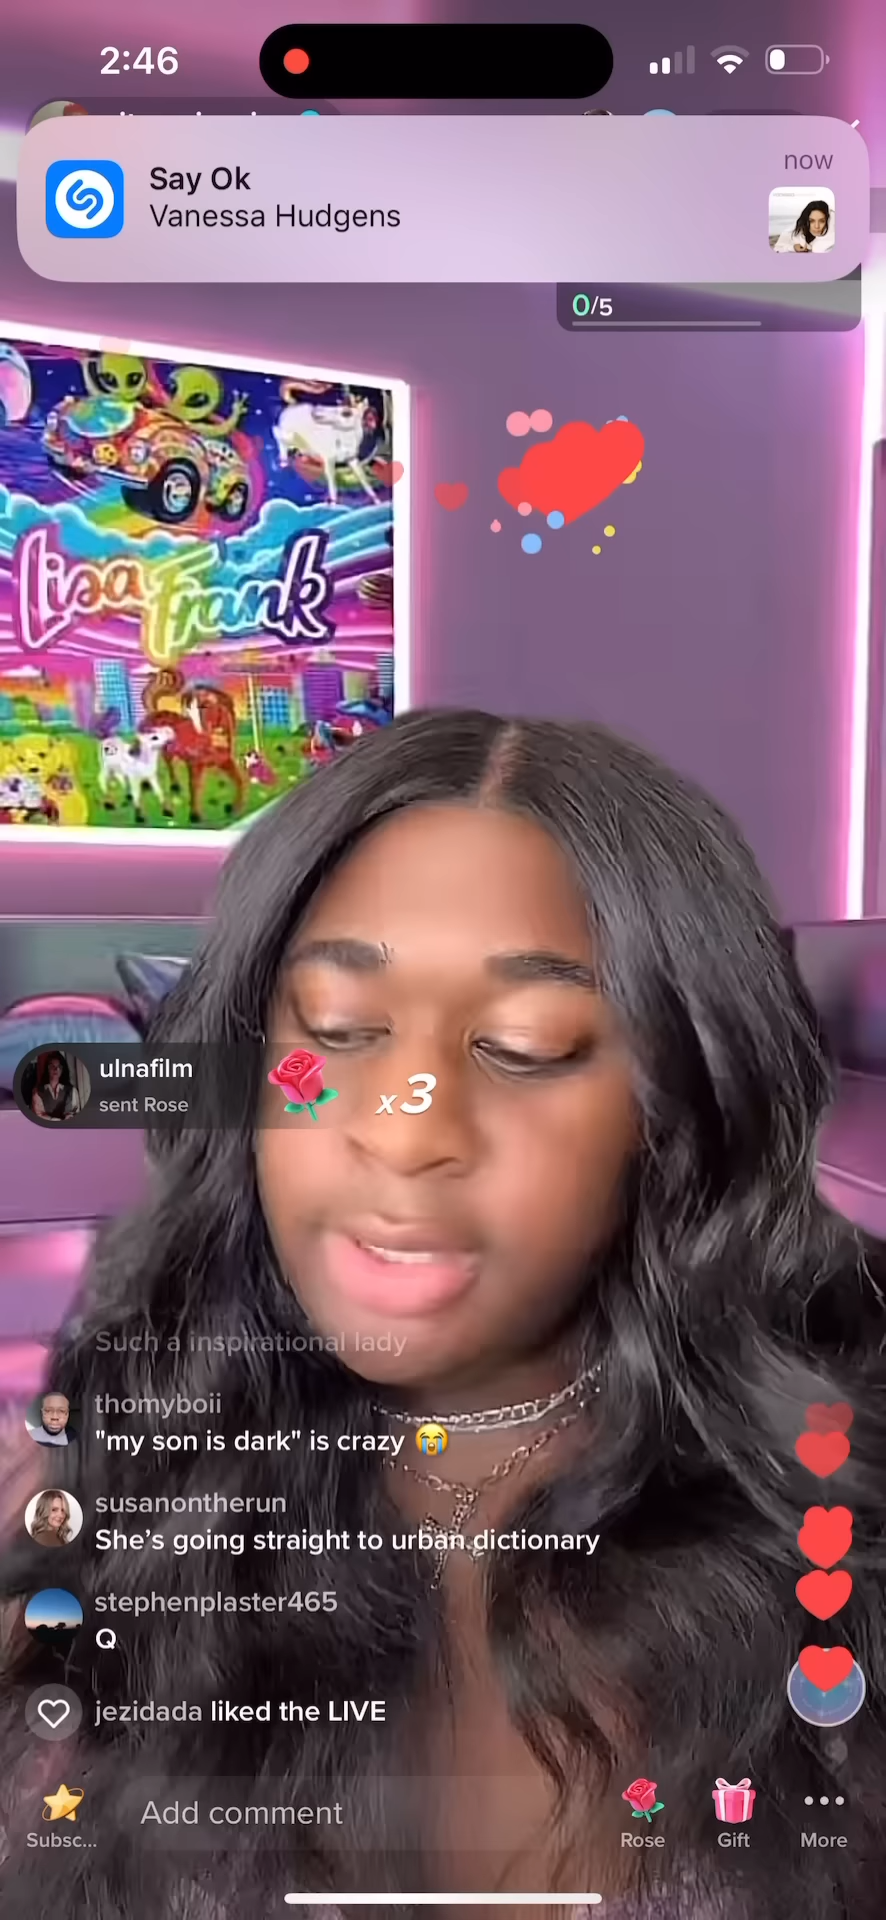 2:46
Say Ok
now
Vanessa Hudgens
0/5
Lisa Frank
ulnafilm
sent Rose
x3
Such a inspirational lady
thomyboii
"my son is dark" is crazy 😭
susanontherun
She's going straight to urban dictionary
stephenplaster465
Q
jezidada liked the LIVE
Subsc...
Add comment
Rose
Gift
More